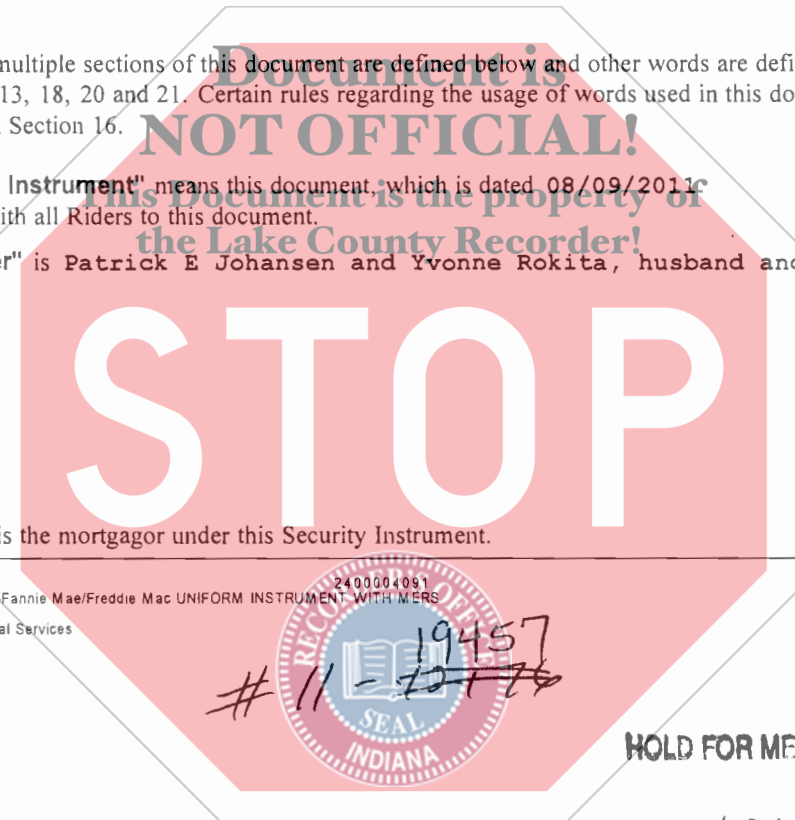 Document is
multiple sections of this document are defined below and other words are defi
13, 18, 20 and 21. Certain rules regarding the usage of words used in this do
Section 16.
NOT OFFICIAL!
Instrument" means this document, which is dated 08/09/2011
This Document is the property of
ith all Riders to this document.
the Lake County Recorder!
er" is Patrick E Johansen and Yvonne Rokita, husband and
STOP
is the mortgagor under this Security Instrument.
2400004091
Fannie Mae/Freddie Mac UNIFORM INSTRUMENT WITH MERS
al Services
RECORDER'S OFFICE
19457
# 11 -
SEAL
INDIANA
HOLD FOR ME